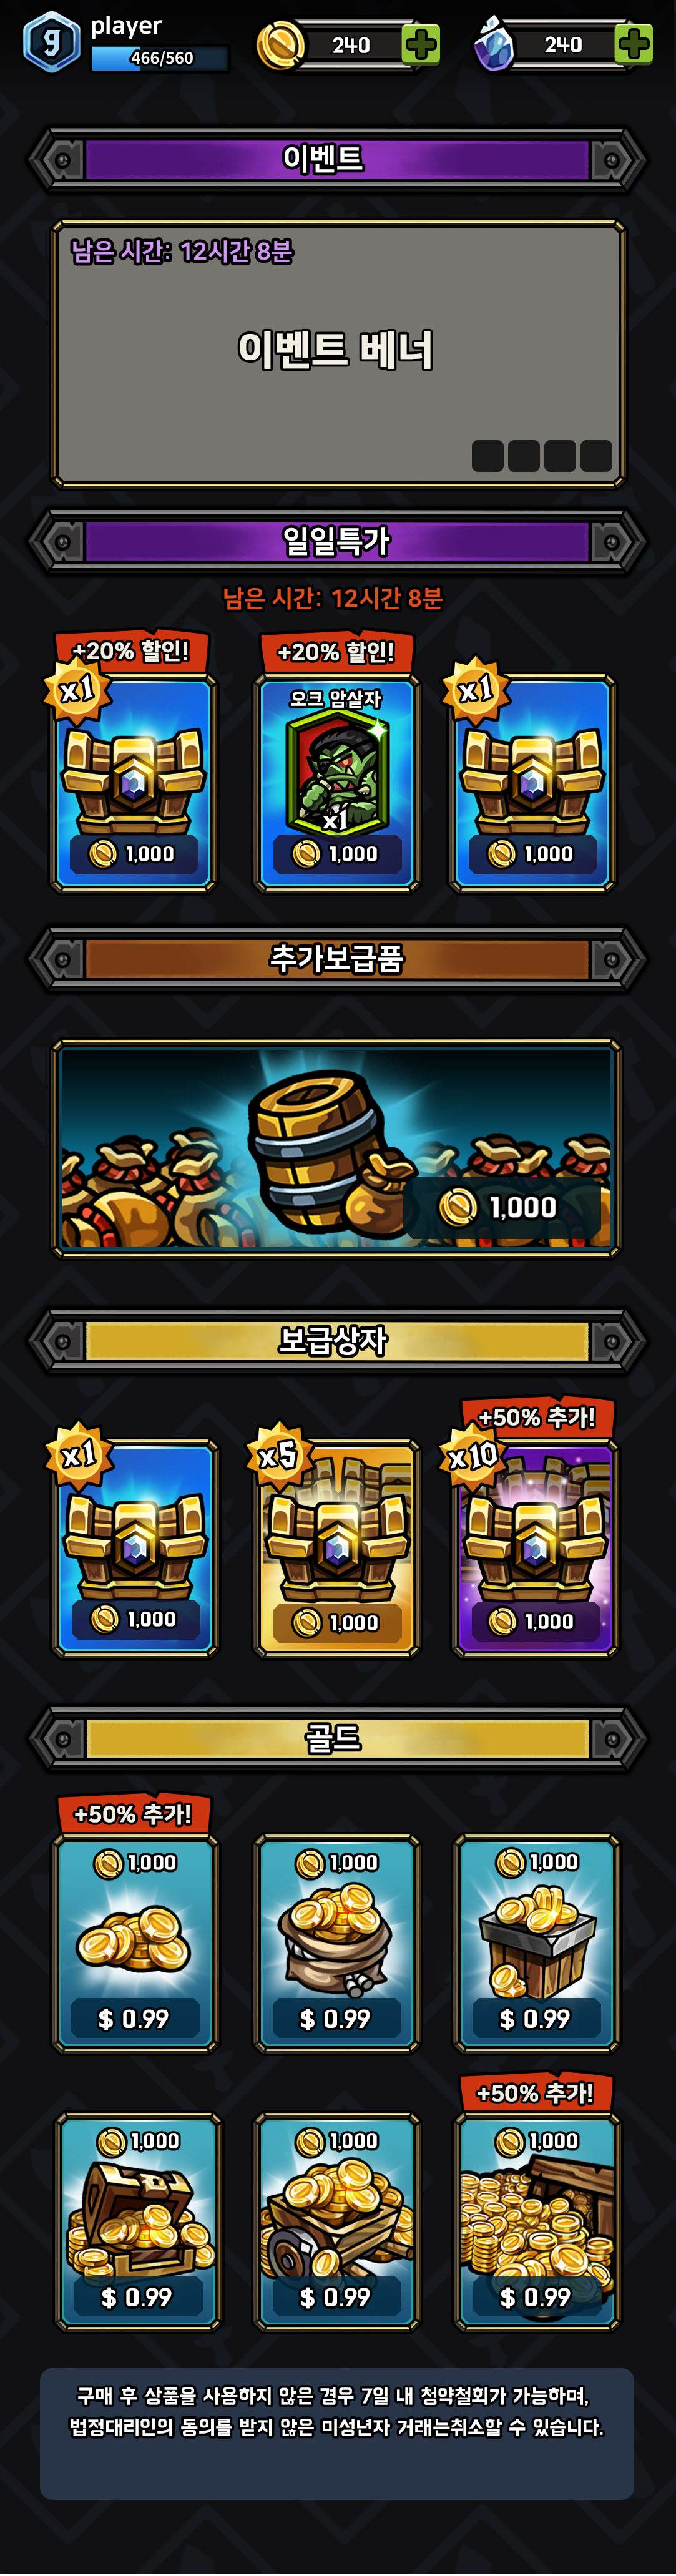 g
player
466/560
240
240
이벤트
남은 시간: 12시간 8분
이벤트 베너
일일특가
남은 시간: 12시간 8분
+20% 할인!
+20% 할인!
x1
오크 암살자
x1
x1
1,000
1,000
1,000
추가보급품
1,000
보급상자
+50% 추가!
x1
x5
x10
1,000
1,000
1,000
골드
+50% 추가!
1,000
1,000
1,000
$ 0.99
$ 0.99
$ 0.99
+50% 추가!
1,000
1,000
1,000
$ 0.99
$ 0.99
$ 0.99
구매 후 상품을 사용하지 않은 경우 7일 내 청약철회가 가능하며,
법정대리인의 동의를 받지 않은 미성년자 거래는취소할 수 있습니다.